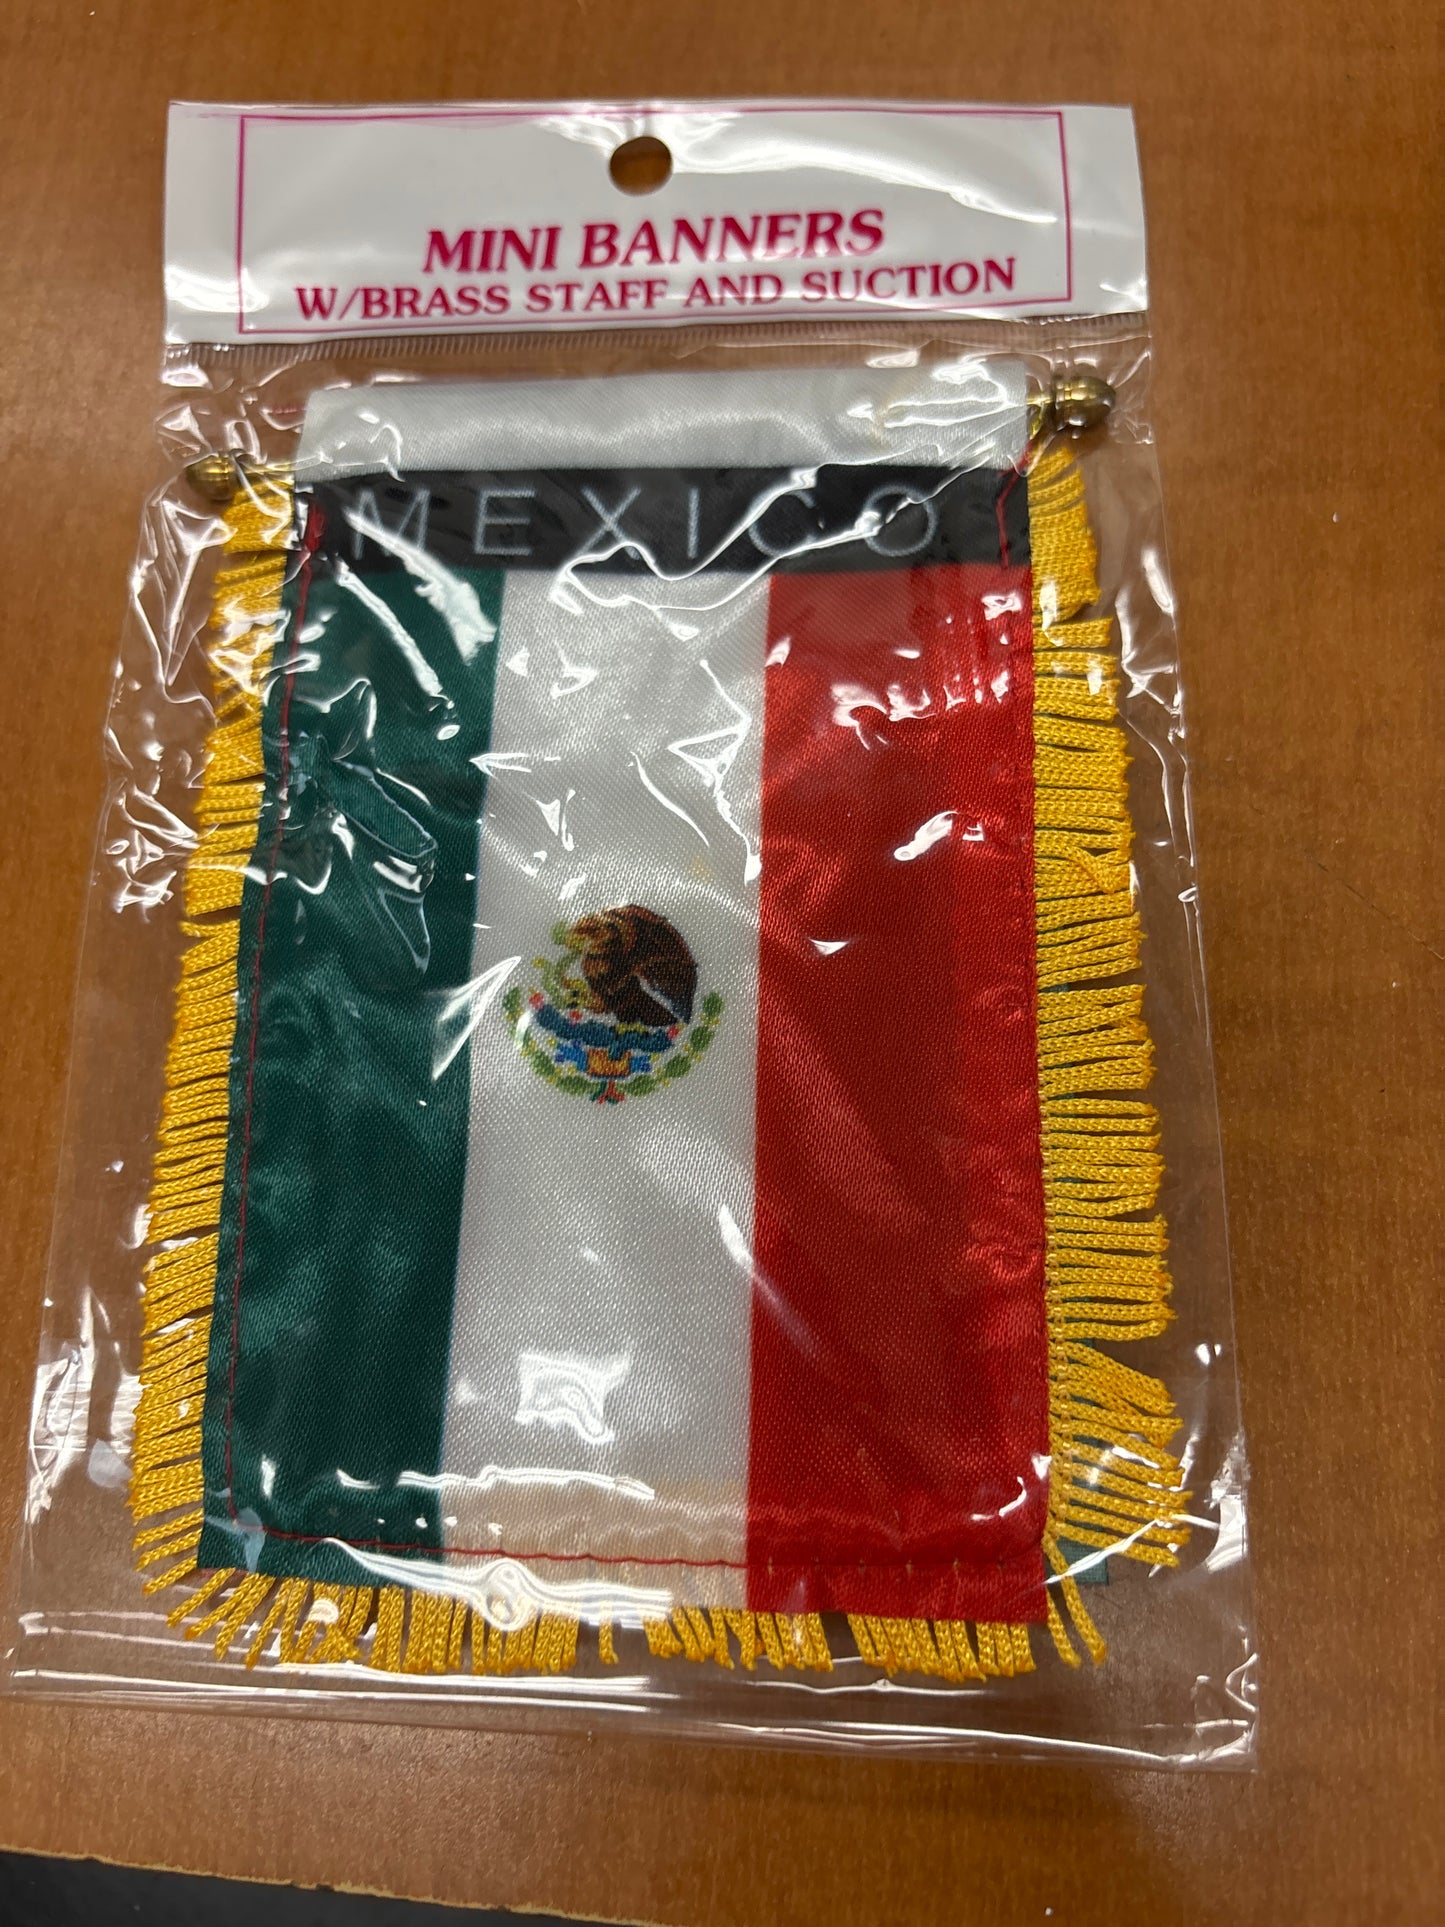 MINI BANNERS
W/BRASS STAFF AND SUCTION
MEXICO